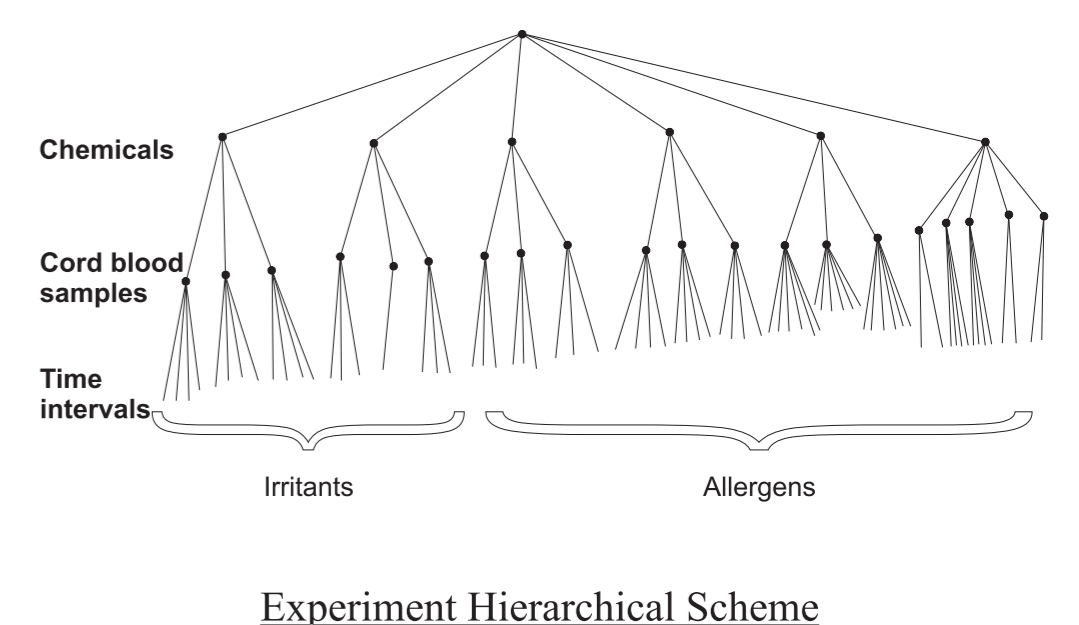 Chemicals
Cord blood
samples
Time
intervals
Irritants
Allergens
Experiment Hierarchical Scheme